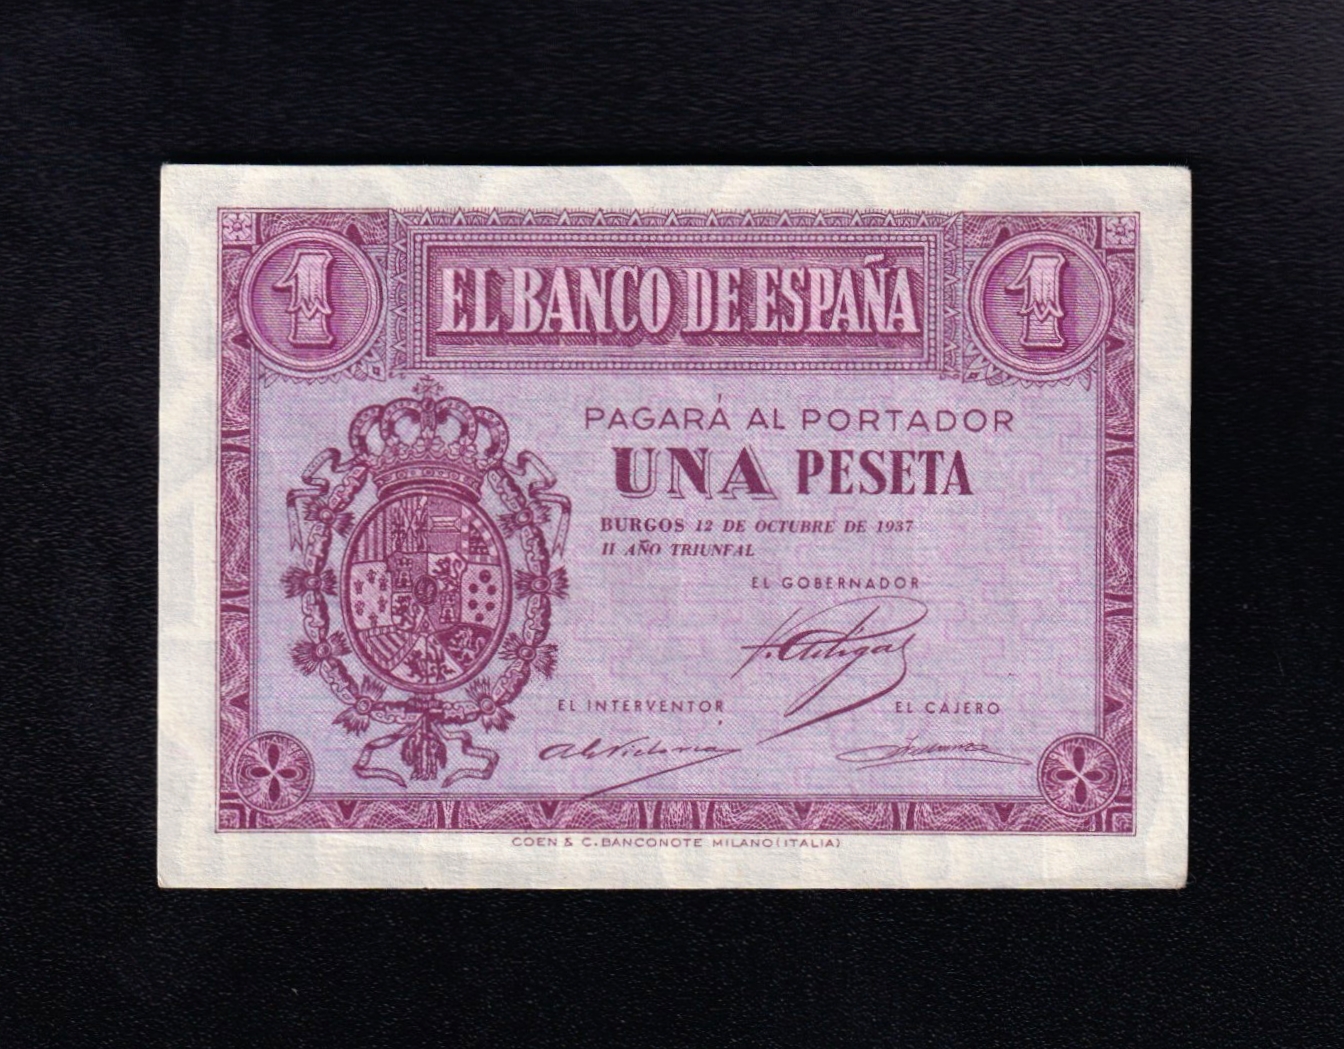 1 EL BANCO DE ESPAÑA 1
PAGARÁ AL PORTADOR
UNA PESETA
BURGOS 12 DE OCTUBRE DE 1937
II AÑO TRIUNFAL
EL GOBERNADOR
EL INTERVENTOR EL CAJERO
COEN & C. BANCONOTE MILANO (ITALIA)